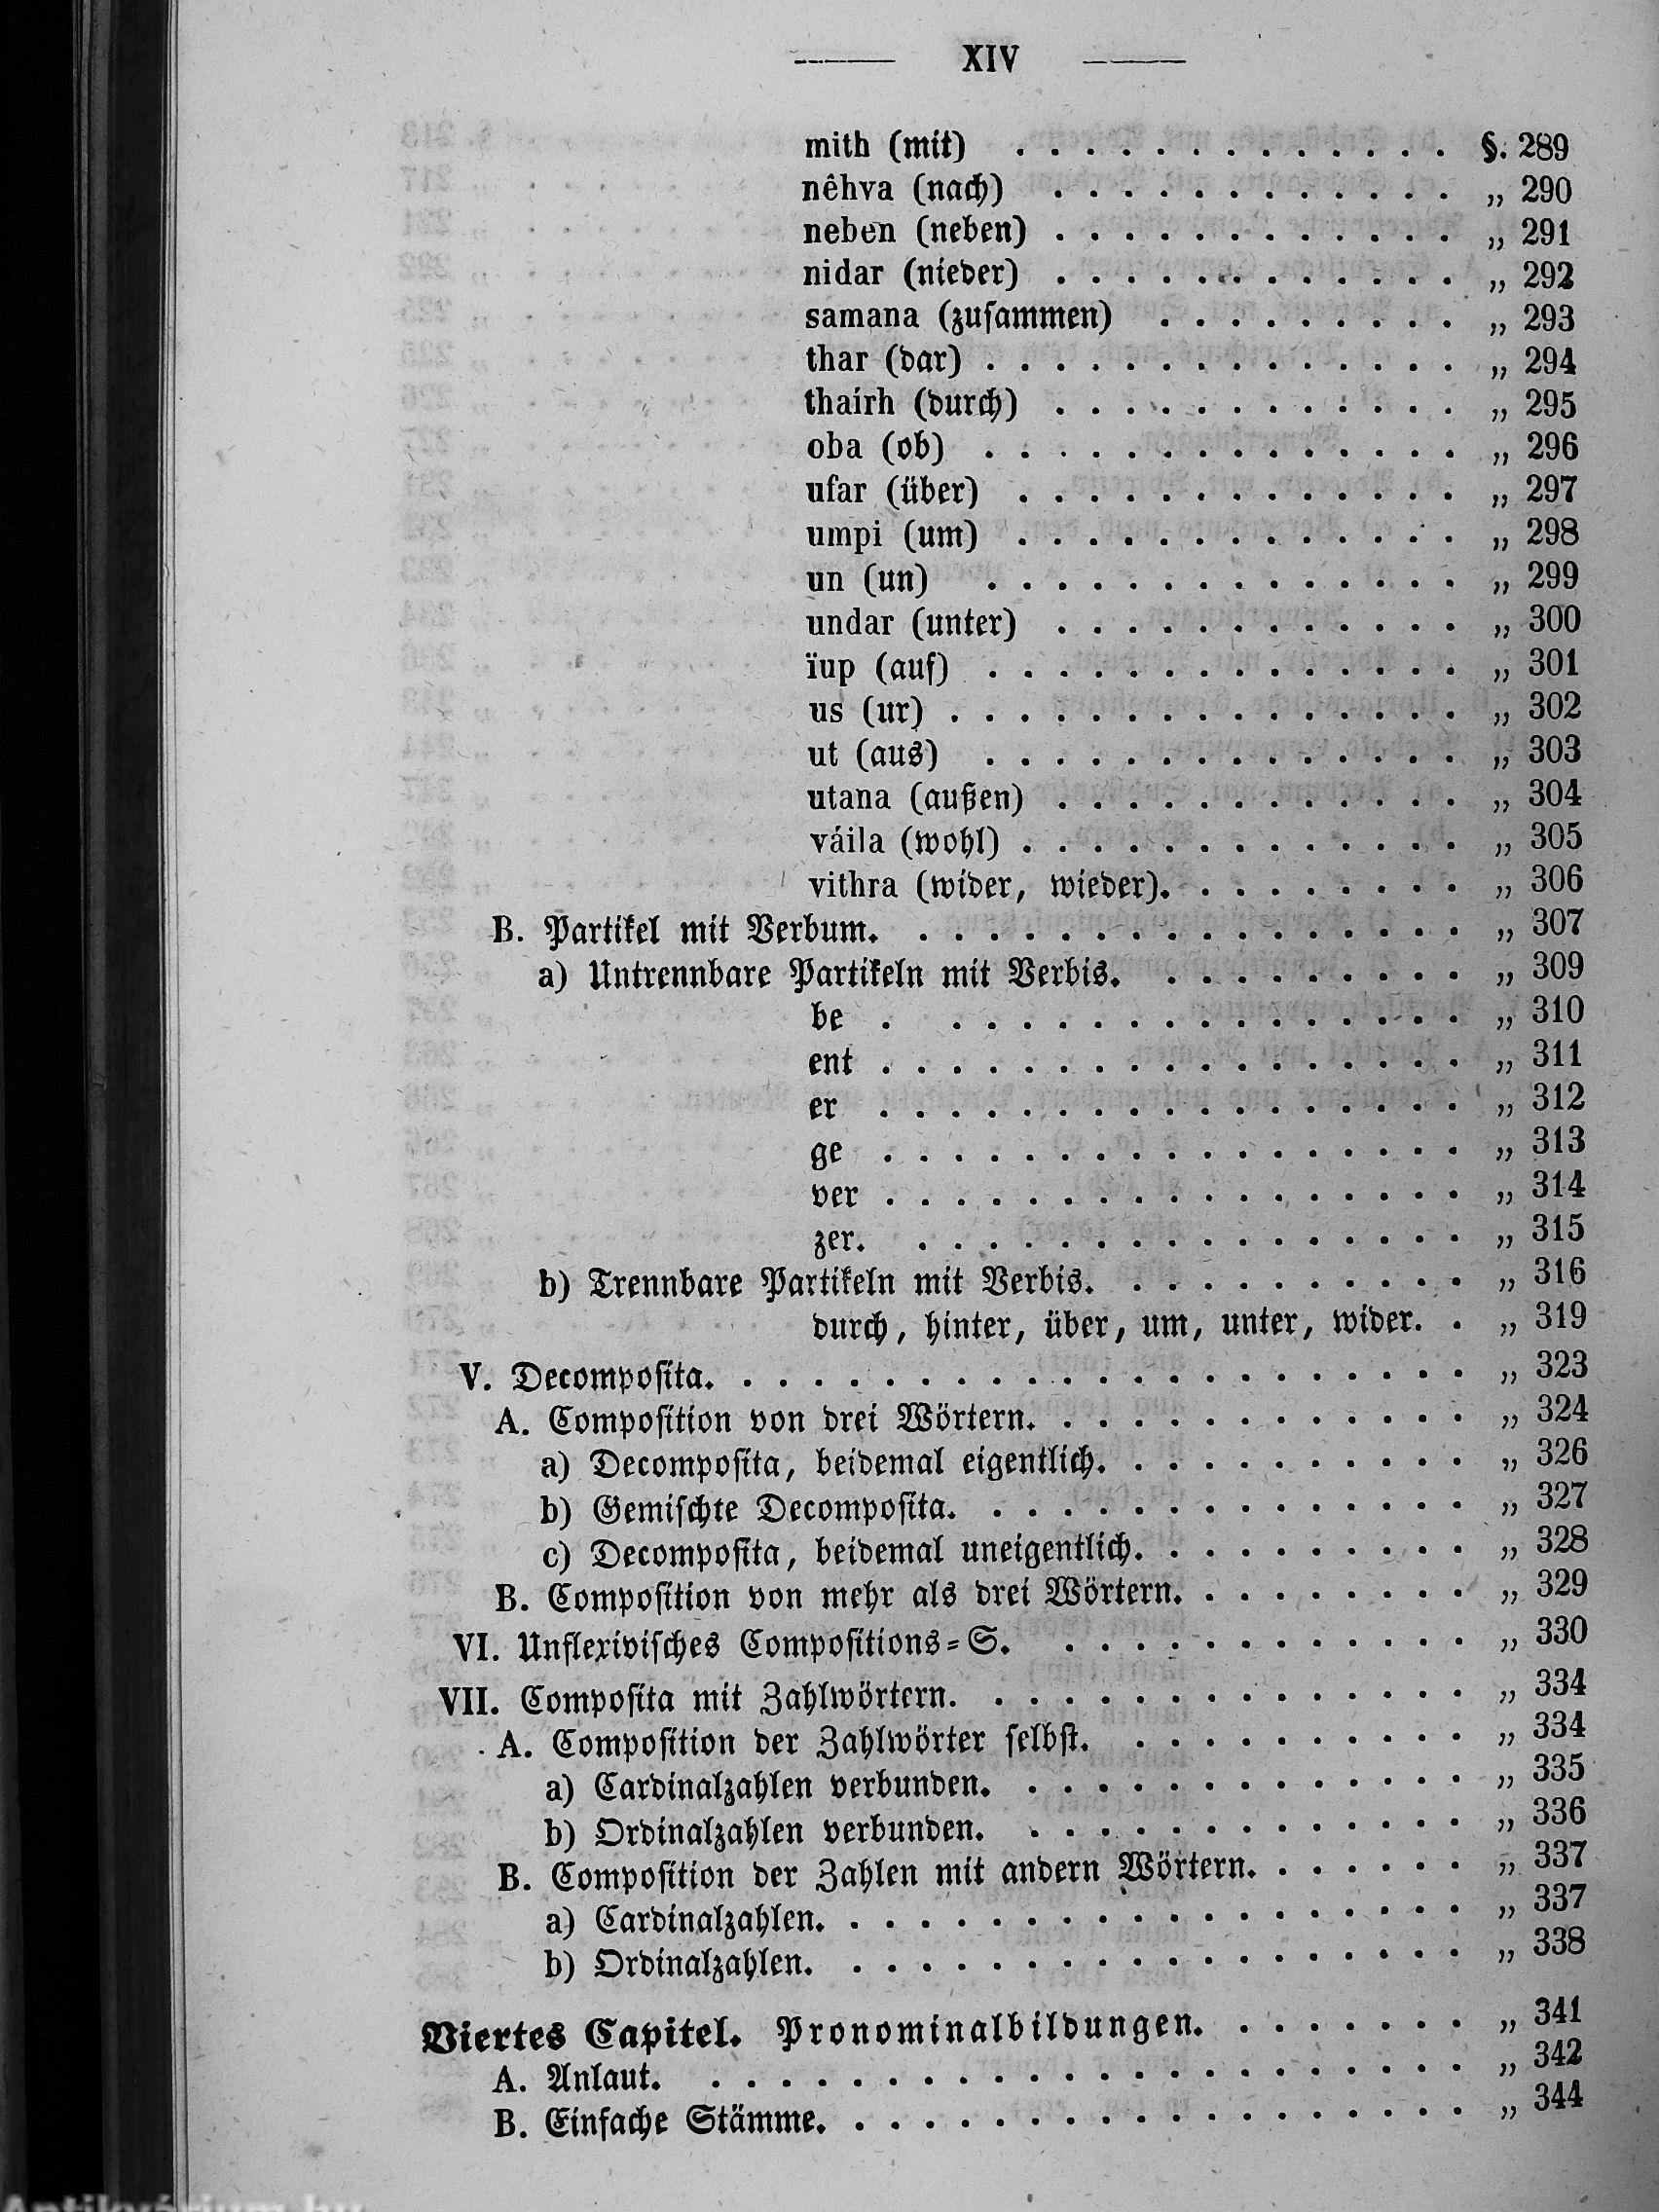 XIV
mith (mit) . . . . . . . . . . . . . §. 289
nêhva (nach) . . . . . . . . . . . . „ 290
neben (neben) . . . . . . . . . . . . „ 291
nidar (nieder) . . . . . . . . . . . . „ 292
samana (zuſammen) . . . . . . . . . „ 293
thar (dar) . . . . . . . . . . . . . . „ 294
thairh (durch) . . . . . . . . . . . . „ 295
oba (ob) . . . . . . . . . . . . . . „ 296
ufar (über) . . . . . . . . . . . . . „ 297
umpi (um) . . . . . . . . . . . . . „ 298
un (un) . . . . . . . . . . . . . . „ 299
undar (unter) . . . . . . . . . . . . „ 300
ïup (auf) . . . . . . . . . . . . . . „ 301
us (ur) . . . . . . . . . . . . . . . „ 302
ut (aus) . . . . . . . . . . . . . . „ 303
utana (außen) . . . . . . . . . . . . „ 304
váila (wohl) . . . . . . . . . . . . . „ 305
vithra (wider, wieder). . . . . . . . . „ 306
B. Partikel mit Verbum. . . . . . . . . . . . . . . . . „ 307
a) Untrennbare Partikeln mit Verbis. . . . . . . . . . „ 309
be . . . . . . . . . . . . . . . . „ 310
ent . . . . . . . . . . . . . . . . . „ 311
er . . . . . . . . . . . . . . . . . „ 312
ge . . . . . . . . . . . . . . . . . „ 313
ver . . . . . . . . . . . . . . . . . „ 314
zer. . . . . . . . . . . . . . . . . „ 315
b) Trennbare Partikeln mit Verbis. . . . . . . . . . . „ 316
durch, hinter, über, um, unter, wider. . „ 319
V. Decompoſita. . . . . . . . . . . . . . . . . . . . . . „ 323
A. Compoſition von drei Wörtern. . . . . . . . . . . . . „ 324
a) Decompoſita, beidemal eigentlich. . . . . . . . . . . „ 326
b) Gemiſchte Decompoſita. . . . . . . . . . . . . . . „ 327
c) Decompoſita, beidemal uneigentlich. . . . . . . . . . „ 328
B. Compoſition von mehr als drei Wörtern. . . . . . . . . „ 329
VI. Unflexiviſches Compoſitions=S. . . . . . . . . . . . . „ 330
VII. Compoſita mit Zahlwörtern. . . . . . . . . . . . . . . „ 334
A. Compoſition der Zahlwörter ſelbſt. . . . . . . . . . . „ 334
a) Cardinalzahlen verbunden. . . . . . . . . . . . . . „ 335
b) Ordinalzahlen verbunden. . . . . . . . . . . . . . „ 336
B. Compoſition der Zahlen mit andern Wörtern. . . . . . . „ 337
a) Cardinalzahlen. . . . . . . . . . . . . . . . . . . „ 337
b) Ordinalzahlen. . . . . . . . . . . . . . . . . . . „ 338
Viertes Capitel. Pronominalbildungen. . . . . . . . „ 341
A. Anlaut. . . . . . . . . . . . . . . . . . . . . . . „ 342
B. Einfache Stämme. . . . . . . . . . . . . . . . . . . „ 344